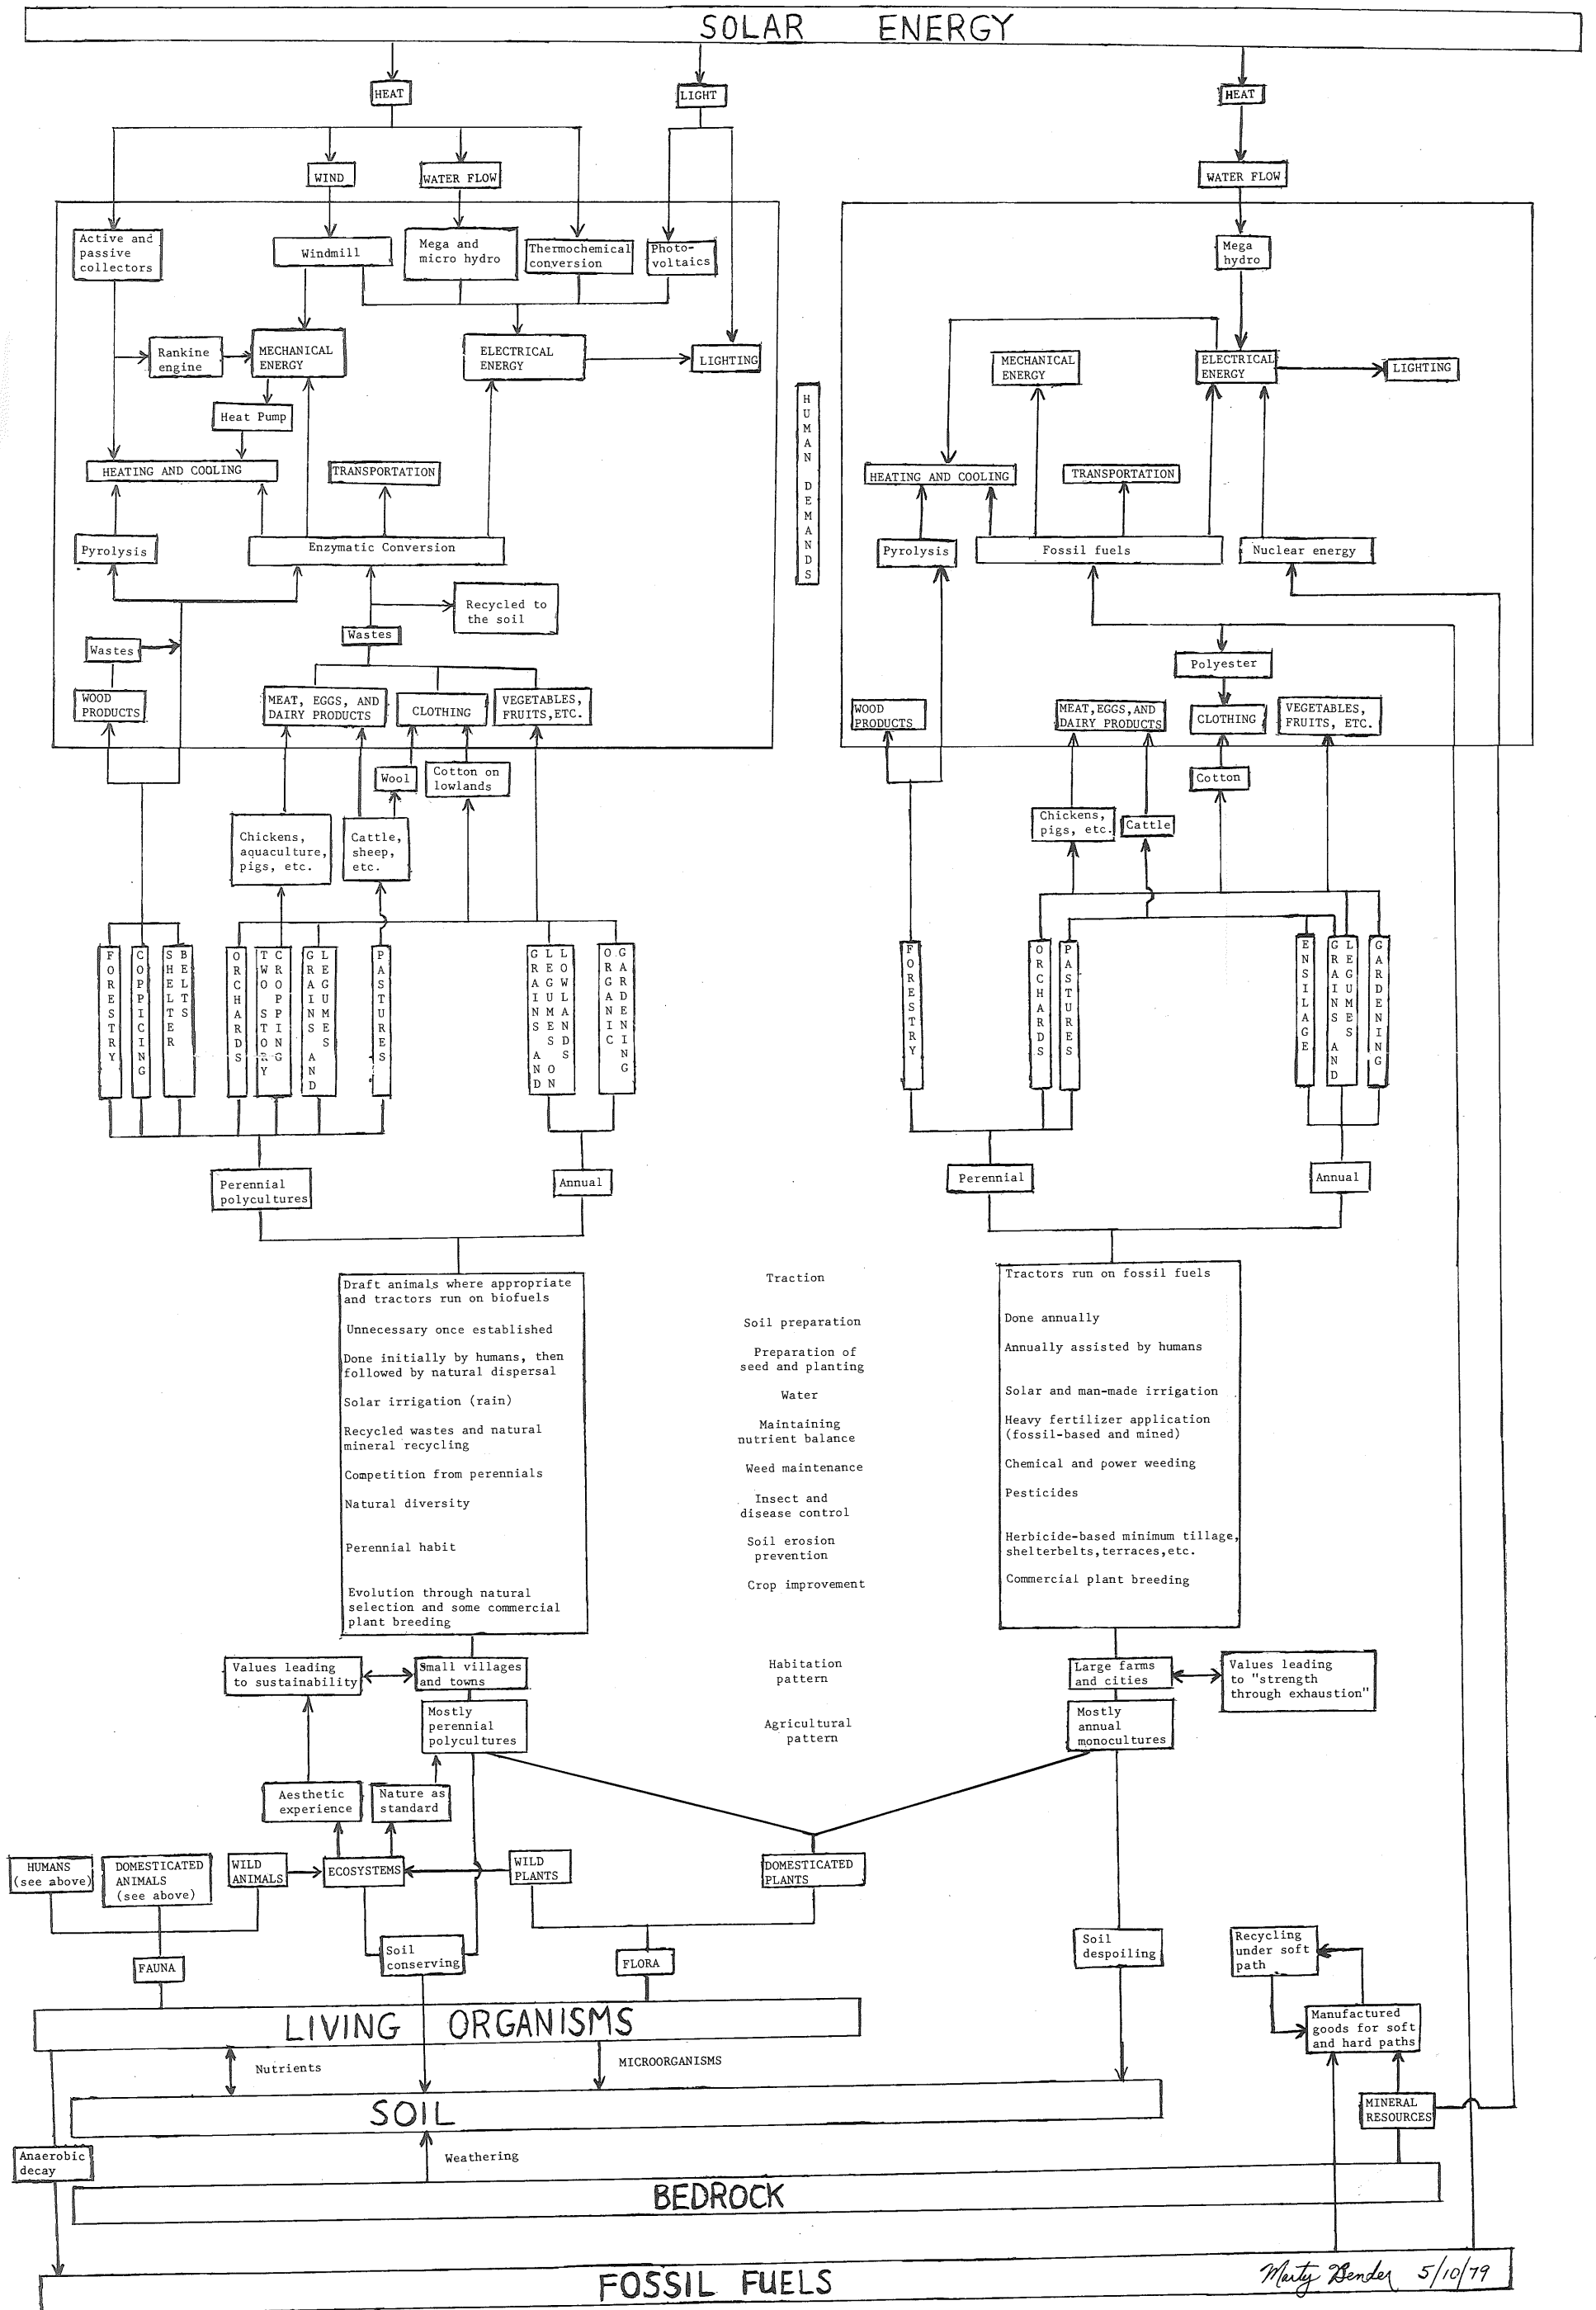 SOLAR ENERGY
HEAT
LIGHT
HEAT
WIND
WATER FLOW
WATER FLOW
Active and
passive
collectors
Windmill
Mega and
micro hydro
Thermochemical
conversion
Photo-
voltaics
Mega
hydro
Rankine
engine
MECHANICAL
ENERGY
ELECTRICAL
ENERGY
LIGHTING
MECHANICAL
ENERGY
ELECTRICAL
ENERGY
LIGHTING
Heat Pump
HUMAN DEMANDS
HEATING AND COOLING
TRANSPORTATION
HEATING AND COOLING
TRANSPORTATION
Pyrolysis
Enzymatic Conversion
Pyrolysis
Fossil fuels
Nuclear energy
Recycled to
the soil
Wastes
Wastes
Polyester
WOOD
PRODUCTS
MEAT, EGGS, AND
DAIRY PRODUCTS
CLOTHING
VEGETABLES,
FRUITS,ETC.
WOOD
PRODUCTS
MEAT,EGGS,AND
DAIRY PRODUCTS
CLOTHING
VEGETABLES,
FRUITS, ETC.
Wool
Cotton on
lowlands
Cotton
Chickens,
aquaculture,
pigs, etc.
Cattle,
sheep,
etc.
Chickens,
pigs, etc.
Cattle
FORESTRY
COPPICING
SHELTER
BELTS
ORCHARDS
TWO STORY
CROPPING
GRAINS AND
LEGUMES
PASTURES
GRAINS AND
LEGUMES ON
LOWLANDS
ORGANIC
GARDENING
FORESTRY
ORCHARDS
PASTURES
ENSILAGE
GRAINS AND
LEGUMES
GARDENING
Perennial
polycultures
Annual
Perennial
Annual
Draft animals where appropriate
and tractors run on biofuels
Traction
Tractors run on fossil fuels
Unnecessary once established
Soil preparation
Done annually
Done initially by humans, then
followed by natural dispersal
Preparation of
seed and planting
Annually assisted by humans
Solar irrigation (rain)
Water
Solar and man-made irrigation
Recycled wastes and natural
mineral recycling
Maintaining
nutrient balance
Heavy fertilizer application
(fossil-based and mined)
Competition from perennials
Weed maintenance
Chemical and power weeding
Natural diversity
Insect and
disease control
Pesticides
Perennial habit
Soil erosion
prevention
Herbicide-based minimum tillage,
shelterbelts,terraces,etc.
Evolution through natural
selection and some commercial
plant breeding
Crop improvement
Commercial plant breeding
Values leading
to sustainability
Small villages
and towns
Habitation
pattern
Large farms
and cities
Values leading
to "strength
through exhaustion"
Mostly
perennial
polycultures
Agricultural
pattern
Mostly
annual
monocultures
Aesthetic
experience
Nature as
standard
HUMANS
(see above)
DOMESTICATED
ANIMALS
(see above)
WILD
ANIMALS
ECOSYSTEMS
WILD
PLANTS
DOMESTICATED
PLANTS
FAUNA
Soil
conserving
FLORA
Soil
despoiling
Recycling
under soft
path
LIVING ORGANISMS
Manufactured
goods for soft
and hard paths
Nutrients
MICROORGANISMS
SOIL
MINERAL
RESOURCES
Anaerobic
decay
Weathering
BEDROCK
FOSSIL FUELS
Marty Bender 5/10/79